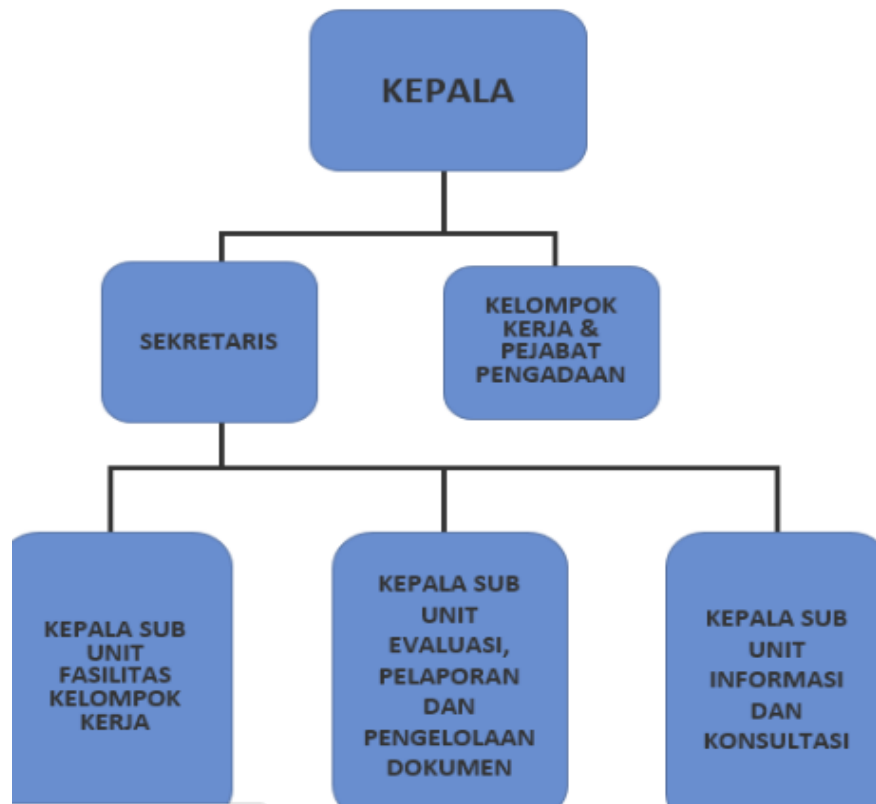 KEPALA
SEKRETARIS
KELOMPOK
KERJA &
PEJABAT
PENGADAAN
KEPALA SUB
UNIT
FASILITAS
KELOMPOK
KERJA
KEPALA SUB
UNIT
EVALUASI,
PELAPORAN
DAN
PENGELOLAAN
DOKUMEN
KEPALA SUB
UNIT
INFORMASI
DAN
KONSULTASI